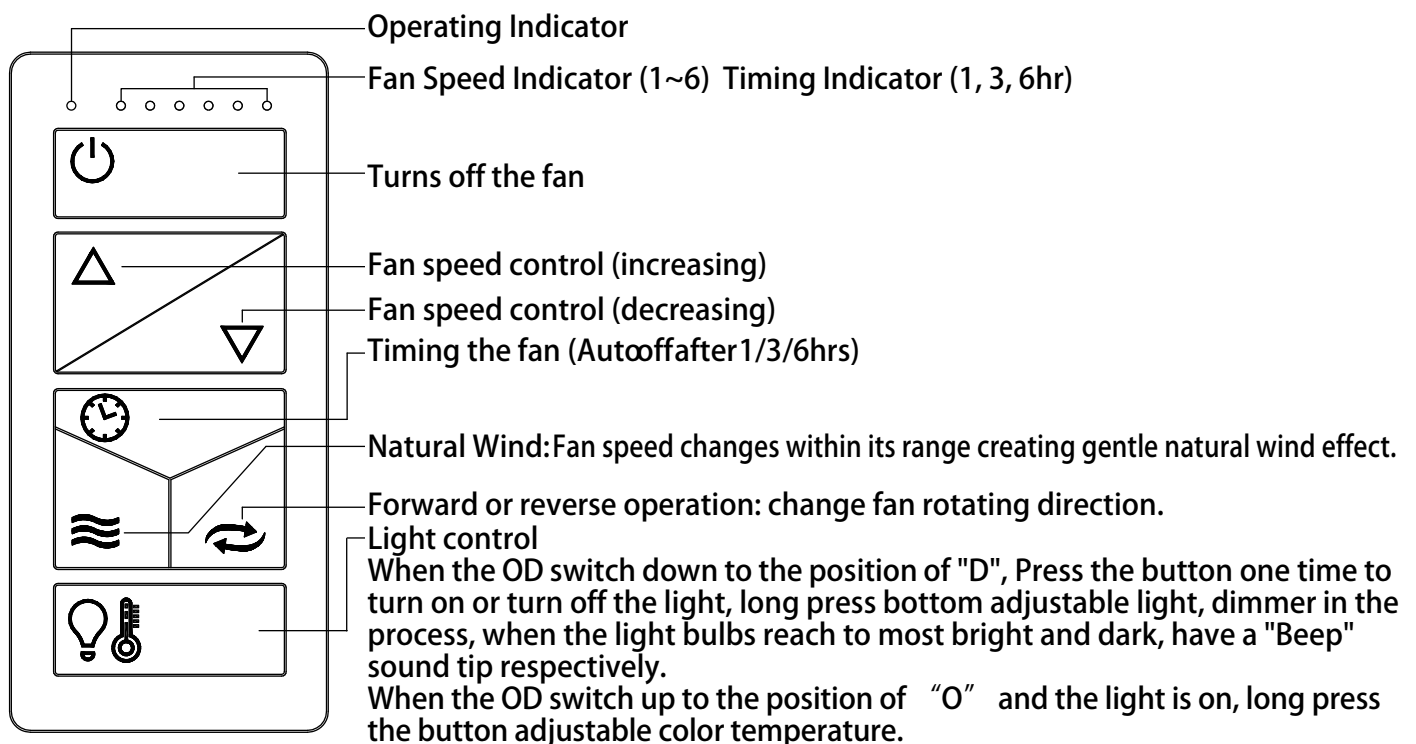 Operating Indicator
Fan Speed Indicator (1~6)  Timing Indicator (1, 3, 6hr)
Turns off the fan
Fan speed control (increasing)
Fan speed control (decreasing)
Timing the fan (Autooffafter1/3/6hrs)
Natural Wind:Fan speed changes within its range creating gentle natural wind effect.
Forward or reverse operation: change fan rotating direction.
Light control
When the OD switch down to the position of "D", Press the button one time to
turn on or turn off the light, long press bottom adjustable light, dimmer in the
process, when the light bulbs reach to most bright and dark, have a "Beep"
sound tip respectively.
When the OD switch up to the position of “O” and the light is on, long press
the button adjustable color temperature.